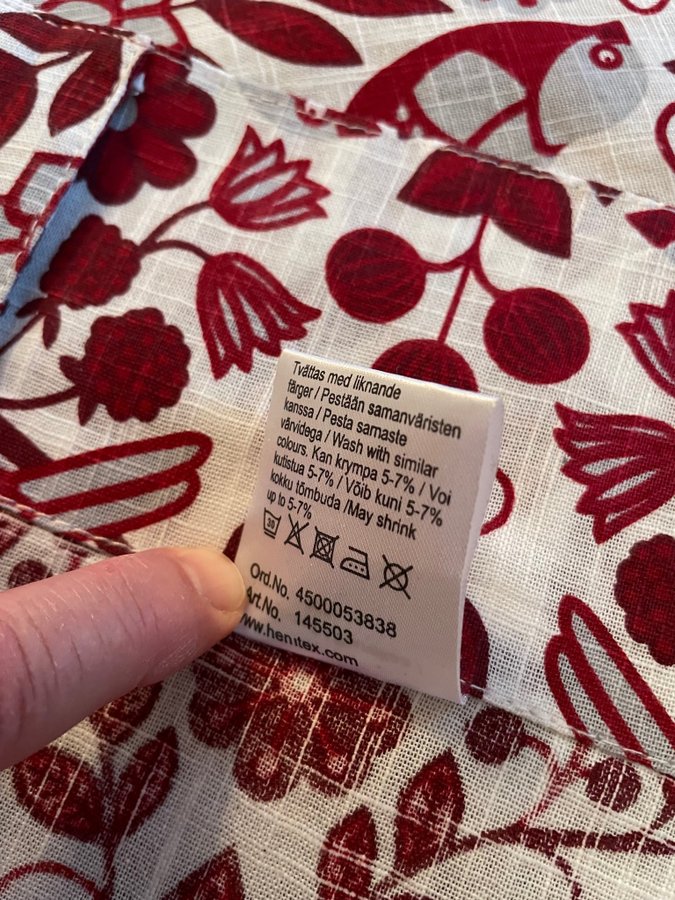 Tvättas med liknande
färger / Pestään samanväristen
kanssa / Pesta samaste
värvidega / Wash with similar
colours. Kan krympa 5-7% / Voi
kutistua 5-7% / Võib kuni 5-7%
kokku tõmbuda /May shrink
up to 5-7%
30
Ord.No. 4500053838
Art.No. 145503
www.henitex.com